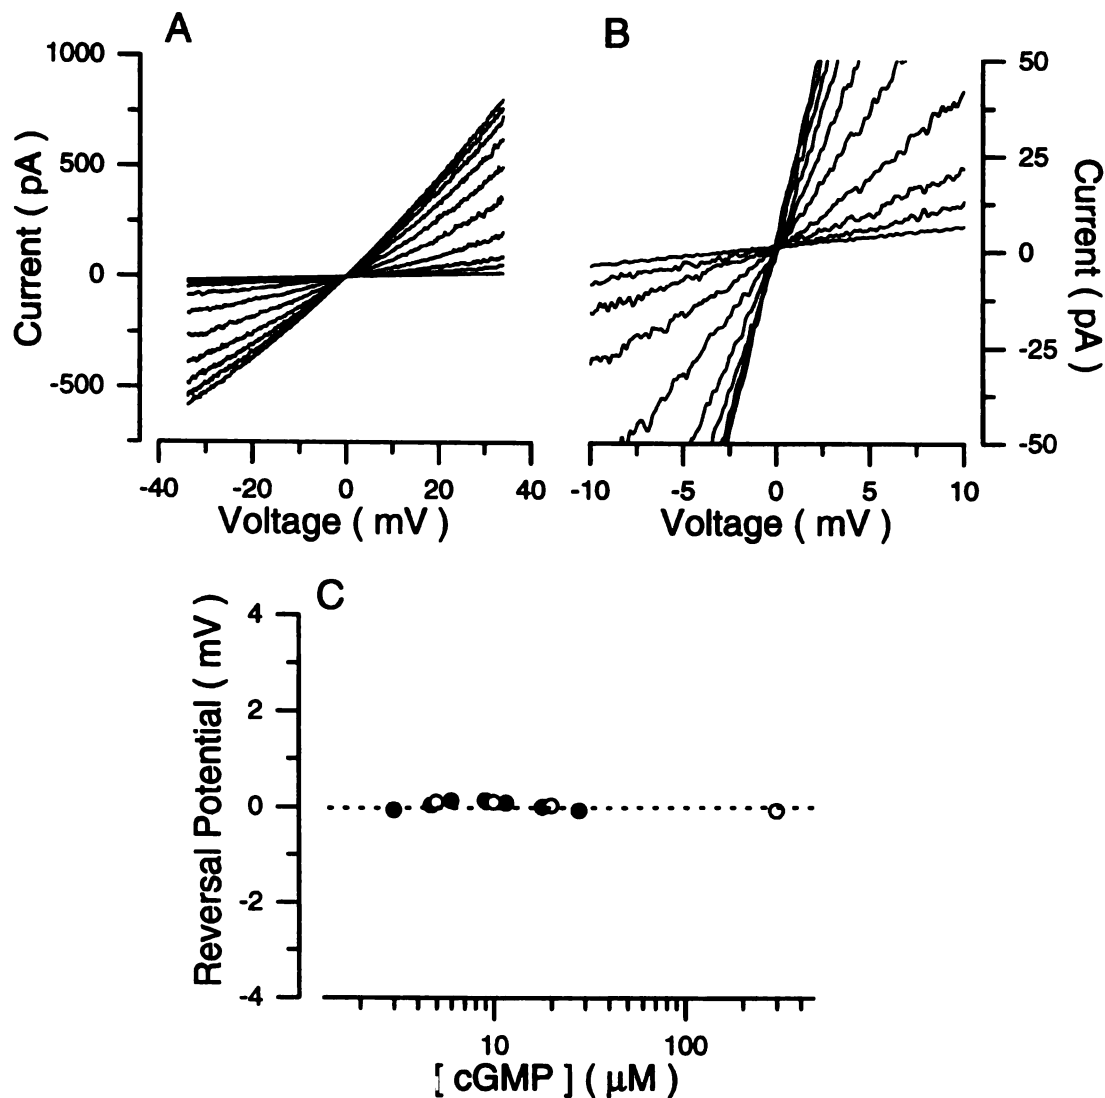 A
1000
500
0
-500
Current ( pA )
-40 -20 0 20 40
Voltage ( mV )
B
50
25
0
-25
-50
Current ( pA )
-10 -5 0 5 10
Voltage ( mV )
C
4
2
0
-2
-4
Reversal Potential ( mV )
10 100
[ cGMP ] ( μM )